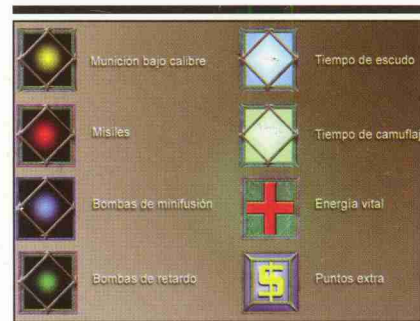 Munición bajo calibre
Misiles
Bombas de minifusión
Bombas de retardo
Tiempo de escudo
Tiempo de camuflaj
Energía vital
$
Puntos extra